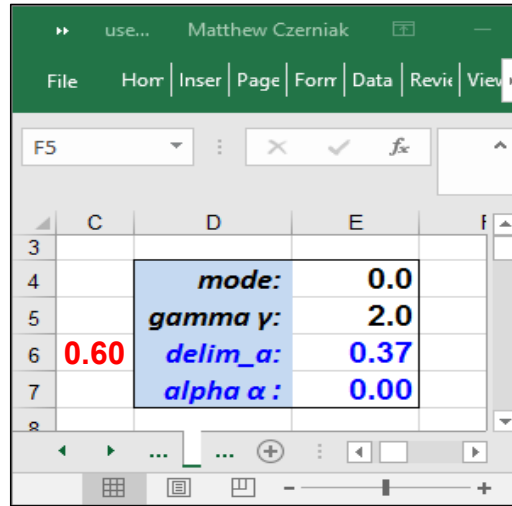 use... Matthew Czerniak
File Hom Inser Page Form Data Revie View
F5 fx
C D E F
3
4 mode: 0.0
5 gamma γ: 2.0
6 0.60 delim_a: 0.37
7 alpha α : 0.00
8
... ...